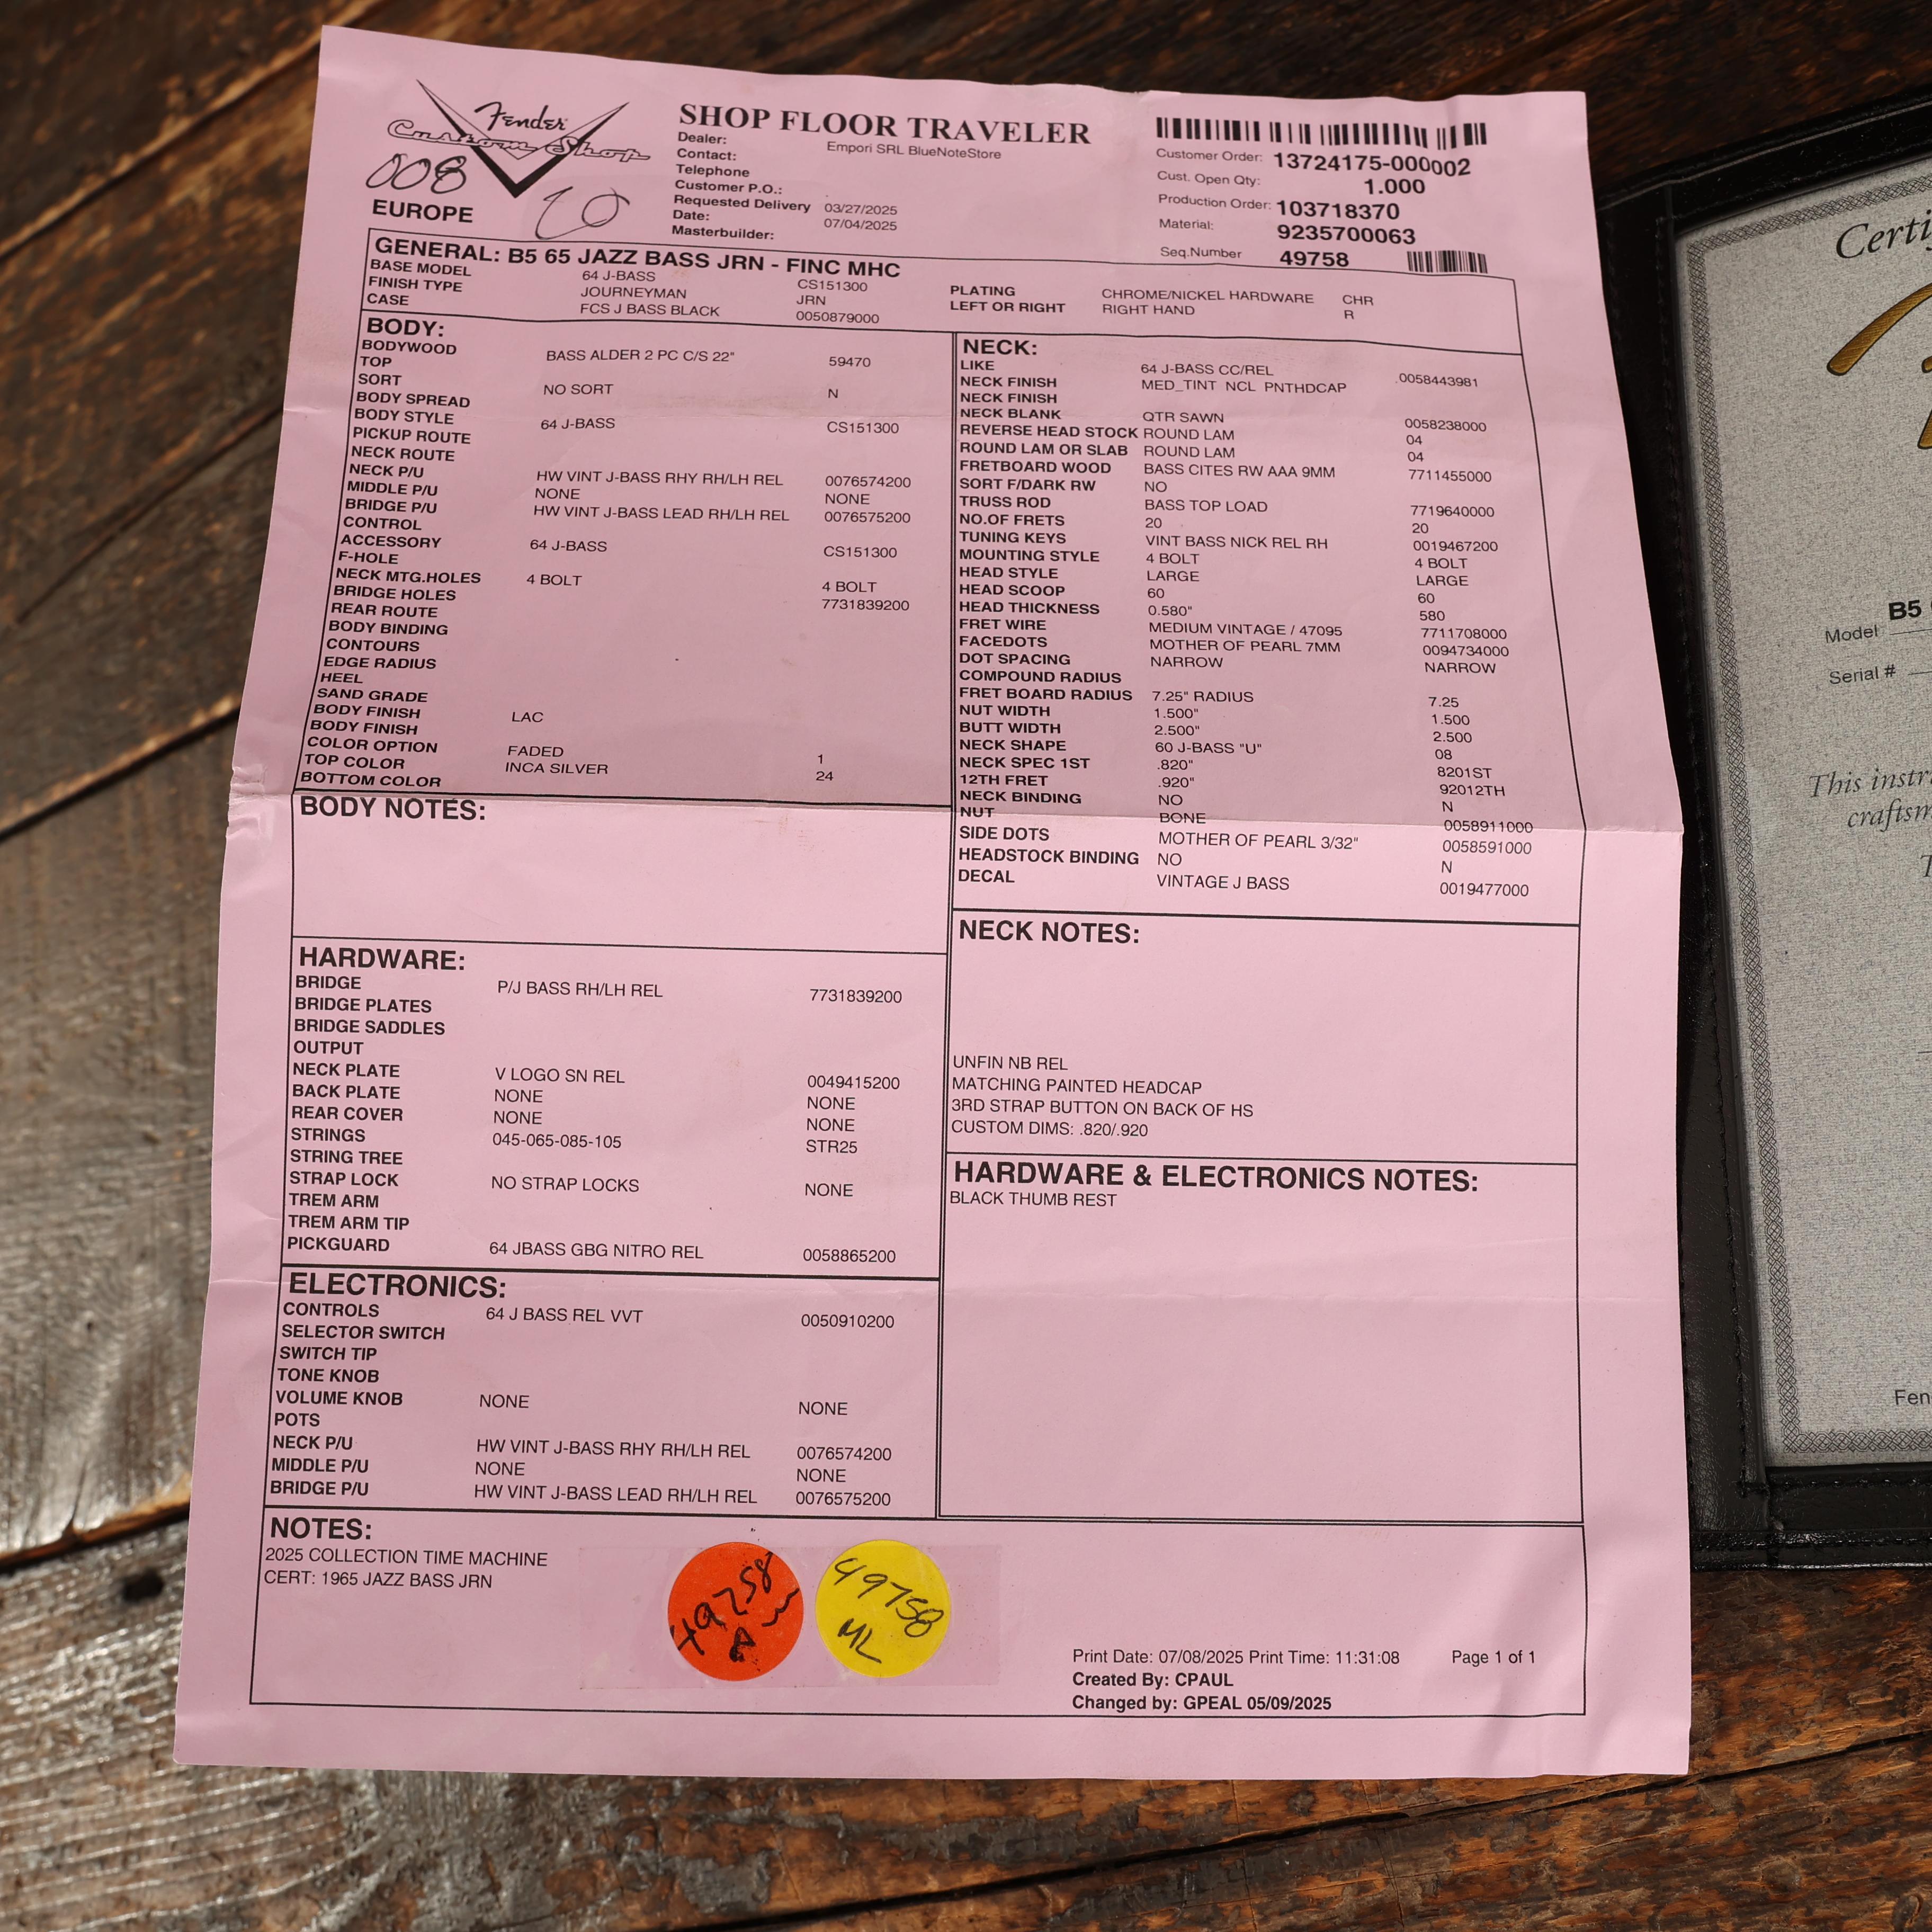 Fender
Custom Shop
008
EUROPE
SHOP FLOOR TRAVELER
Dealer: Empori SRL BlueNoteStore
Contact:
Telephone
Customer P.O.:
Requested Delivery 03/27/2025
Date: 07/04/2025
Masterbuilder:
Customer Order: 13724175-000002
Cust. Open Qty: 1.000
Production Order: 103718370
Material: 9235700063
Seq.Number 49758
GENERAL: B5 65 JAZZ BASS JRN - FINC MHC
BASE MODEL 64 J-BASS CS151300
FINISH TYPE JOURNEYMAN JRN
CASE FCS J BASS BLACK 0050879000
PLATING CHROME/NICKEL HARDWARE CHR
LEFT OR RIGHT RIGHT HAND R
BODY:
BODYWOOD BASS ALDER 2 PC C/S 22" 59470
TOP
SORT NO SORT N
BODY SPREAD
BODY STYLE 64 J-BASS CS151300
PICKUP ROUTE
NECK ROUTE
NECK P/U HW VINT J-BASS RHY RH/LH REL 0076574200
MIDDLE P/U NONE NONE
BRIDGE P/U HW VINT J-BASS LEAD RH/LH REL 0076575200
CONTROL
ACCESSORY 64 J-BASS CS151300
F-HOLE
NECK MTG.HOLES 4 BOLT 4 BOLT
BRIDGE HOLES 7731839200
REAR ROUTE
BODY BINDING
CONTOURS
EDGE RADIUS
HEEL
SAND GRADE
BODY FINISH LAC
BODY FINISH
COLOR OPTION FADED 1
TOP COLOR INCA SILVER 24
BOTTOM COLOR
BODY NOTES:
HARDWARE:
BRIDGE P/J BASS RH/LH REL 7731839200
BRIDGE PLATES
BRIDGE SADDLES
OUTPUT
NECK PLATE V LOGO SN REL 0049415200
BACK PLATE NONE NONE
REAR COVER NONE NONE
STRINGS 045-065-085-105 STR25
STRING TREE
STRAP LOCK NO STRAP LOCKS NONE
TREM ARM
TREM ARM TIP
PICKGUARD 64 JBASS GBG NITRO REL 0058865200
ELECTRONICS:
CONTROLS 64 J BASS REL VVT 0050910200
SELECTOR SWITCH
SWITCH TIP
TONE KNOB
VOLUME KNOB NONE NONE
POTS
NECK P/U HW VINT J-BASS RHY RH/LH REL 0076574200
MIDDLE P/U NONE NONE
BRIDGE P/U HW VINT J-BASS LEAD RH/LH REL 0076575200
NECK:
LIKE 64 J-BASS CC/REL .0058443981
NECK FINISH MED_TINT NCL PNTHDCAP
NECK FINISH
NECK BLANK QTR SAWN 0058238000
REVERSE HEAD STOCK ROUND LAM 04
ROUND LAM OR SLAB ROUND LAM 04
FRETBOARD WOOD BASS CITES RW AAA 9MM 7711455000
SORT F/DARK RW NO
TRUSS ROD BASS TOP LOAD 7719640000
NO.OF FRETS 20 20
TUNING KEYS VINT BASS NICK REL RH 0019467200
MOUNTING STYLE 4 BOLT 4 BOLT
HEAD STYLE LARGE LARGE
HEAD SCOOP 60 60
HEAD THICKNESS 0.580" 580
FRET WIRE MEDIUM VINTAGE / 47095 7711708000
FACEDOTS MOTHER OF PEARL 7MM 0094734000
DOT SPACING NARROW NARROW
COMPOUND RADIUS
FRET BOARD RADIUS 7.25" RADIUS 7.25
NUT WIDTH 1.500" 1.500
BUTT WIDTH 2.500" 2.500
NECK SHAPE 60 J-BASS "U" 08
NECK SPEC 1ST .820" 8201ST
12TH FRET .920" 92012TH
NECK BINDING NO N
NUT BONE 0058911000
SIDE DOTS MOTHER OF PEARL 3/32" 0058591000
HEADSTOCK BINDING NO N
DECAL VINTAGE J BASS 0019477000
NECK NOTES:
UNFIN NB REL
MATCHING PAINTED HEADCAP
3RD STRAP BUTTON ON BACK OF HS
CUSTOM DIMS: .820/.920
HARDWARE & ELECTRONICS NOTES:
BLACK THUMB REST
NOTES:
2025 COLLECTION TIME MACHINE
CERT: 1965 JAZZ BASS JRN
49758
49758
ML
Print Date: 07/08/2025 Print Time: 11:31:08 Page 1 of 1
Created By: CPAUL
Changed by: GPEAL 05/09/2025
B5
Model
Serial #
This